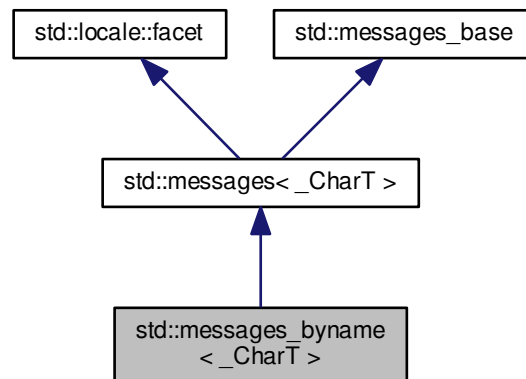 std::locale::facet
std::messages_base
std::messages< _CharT >
std::messages_byname
< _CharT >